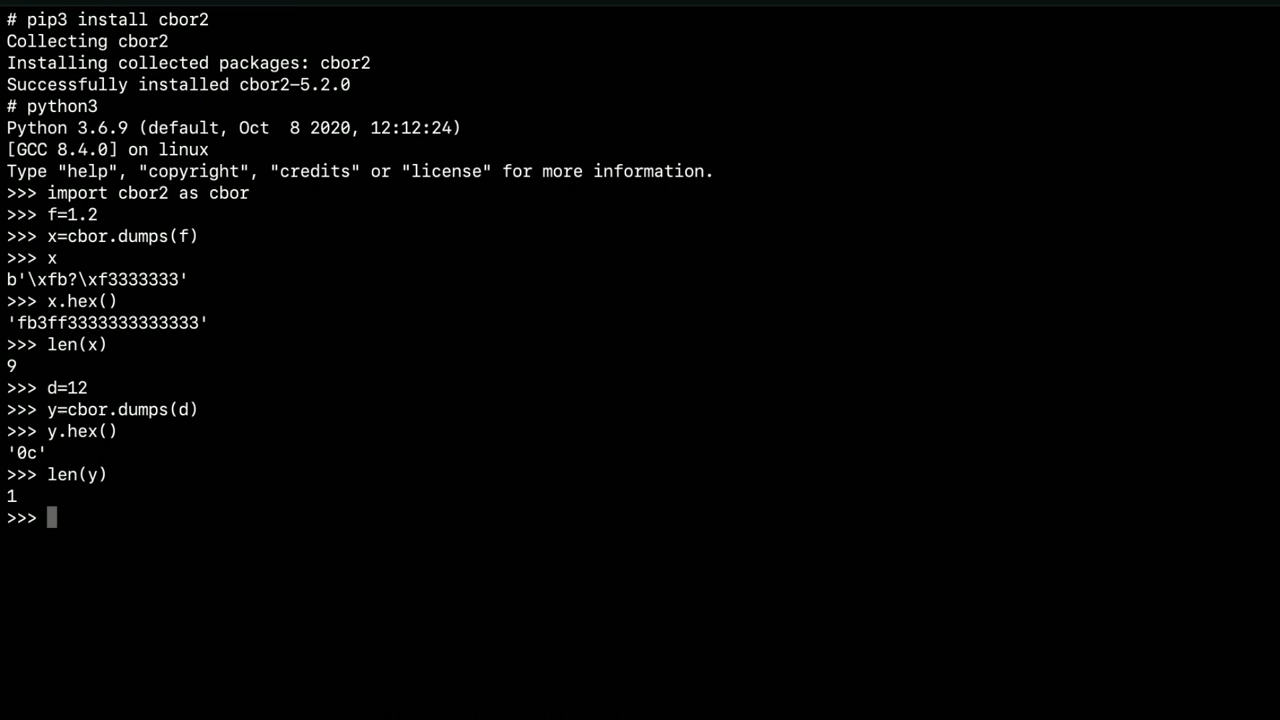 # pip3 install cbor2
Collecting cbor2
Installing collected packages: cbor2
Successfully installed cbor2-5.2.0
# python3
Python 3.6.9 (default, Oct  8 2020, 12:12:24)
[GCC 8.4.0] on linux
Type "help", "copyright", "credits" or "license" for more information.
>>> import cbor2 as cbor
>>> f=1.2
>>> x=cbor.dumps(f)
>>> x
b'\xfb?\xf3333333'
>>> x.hex()
'fb3ff3333333333333'
>>> len(x)
9
>>> d=12
>>> y=cbor.dumps(d)
>>> y.hex()
'0c'
>>> len(y)
1
>>>